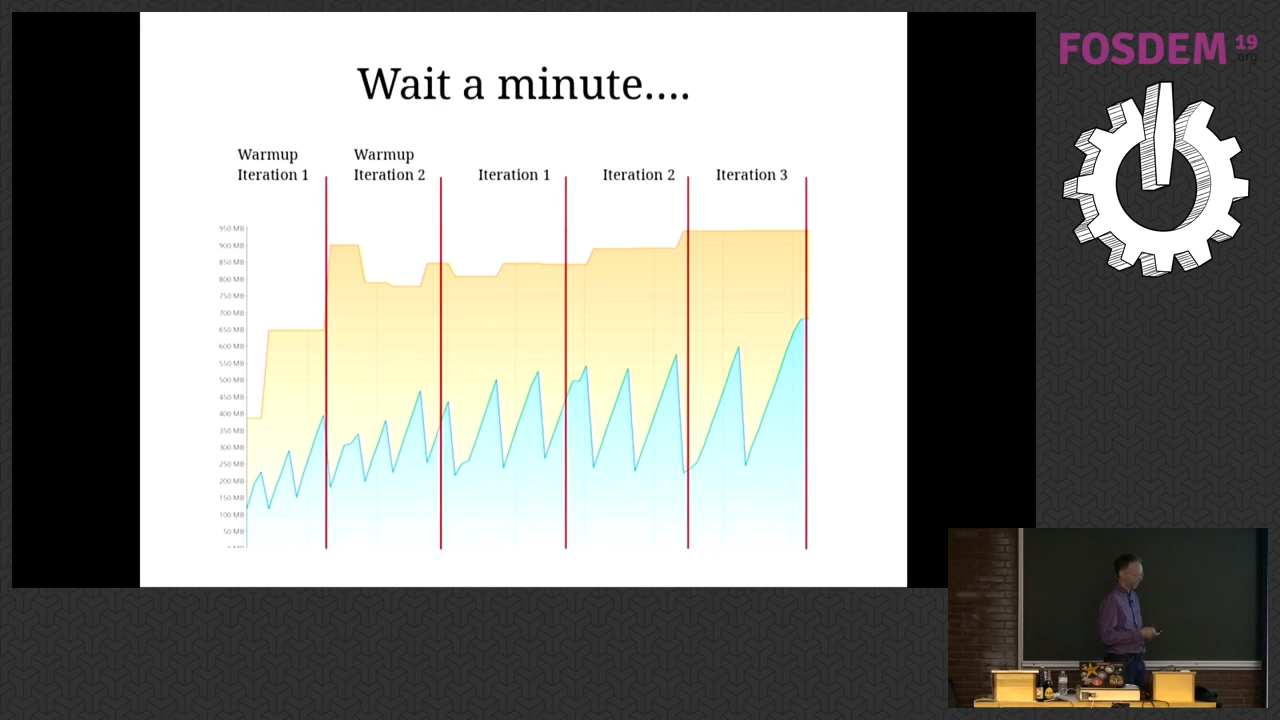 Wait a minute....
Warmup
Iteration 1
Warmup
Iteration 2
Iteration 1
Iteration 2
Iteration 3
950 MB
900 MB
850 MB
800 MB
750 MB
700 MB
650 MB
600 MB
550 MB
500 MB
450 MB
400 MB
350 MB
300 MB
250 MB
200 MB
150 MB
100 MB
50 MB
FOSDEM 19
.org